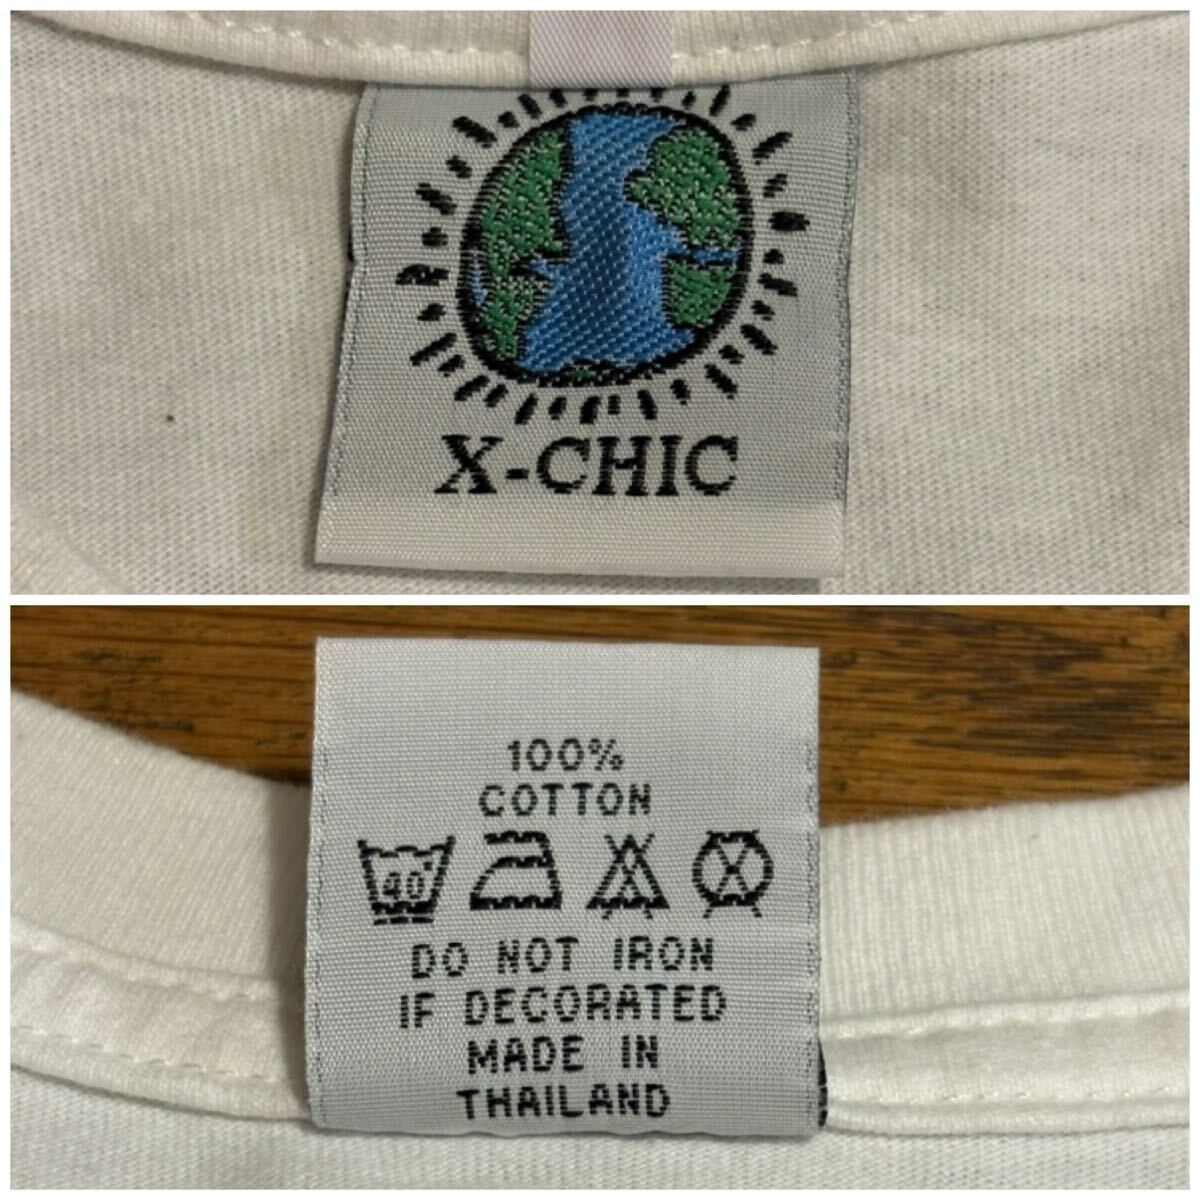 X-CHIC
100%
COTTON
40°
DO NOT IRON
IF DECORATED
MADE IN
THAILAND